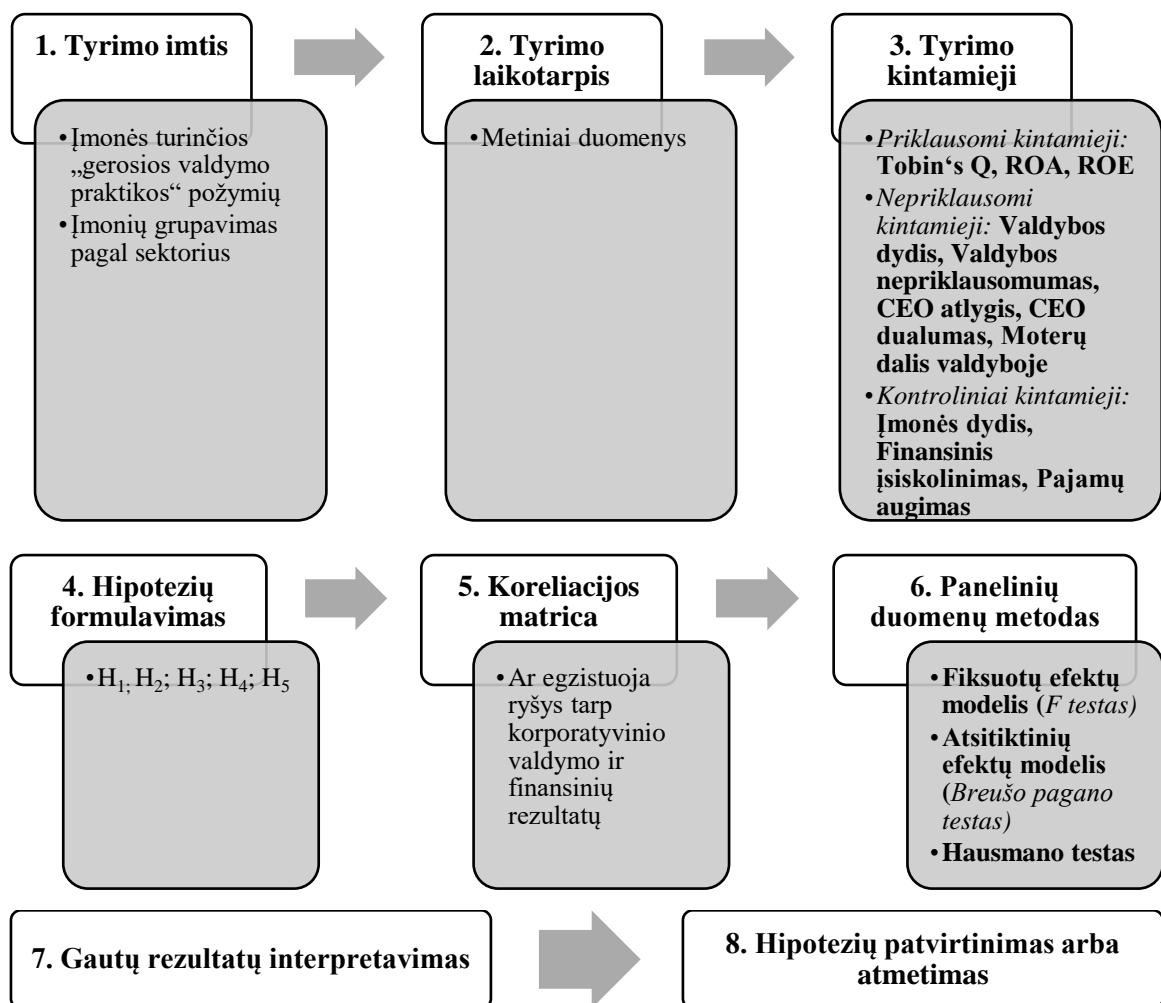 1. Tyrimo imtis
•Įmonės turinčios
„gerosios valdymo
praktikos“ požymių
•Įmonių grupavimas
pagal sektorius
2. Tyrimo
laikotarpis
•Metiniai duomenys
3. Tyrimo
kintamieji
•Priklausomi kintamieji:
Tobin‘s Q, ROA, ROE
•Nepriklausomi
kintamieji: Valdybos
dydis, Valdybos
nepriklausomumas,
CEO atlygis, CEO
dualumas, Moterų
dalis valdyboje
•Kontroliniai kintamieji:
Įmonės dydis,
Finansinis
įsiskolinimas, Pajamų
augimas
4. Hipotezių
formulavimas
•H1; H2; H3; H4; H5
5. Koreliacijos
matrica
•Ar egzistuoja
ryšys tarp
korporatyvinio
valdymo ir
finansinių
rezultatų
6. Panelinių
duomenų metodas
•Fiksuotų efektų
modelis (F testas)
•Atsitiktinių
efektų modelis
(Breušo pagano
testas)
•Hausmano testas
7. Gautų rezultatų interpretavimas
8. Hipotezių patvirtinimas arba
atmetimas